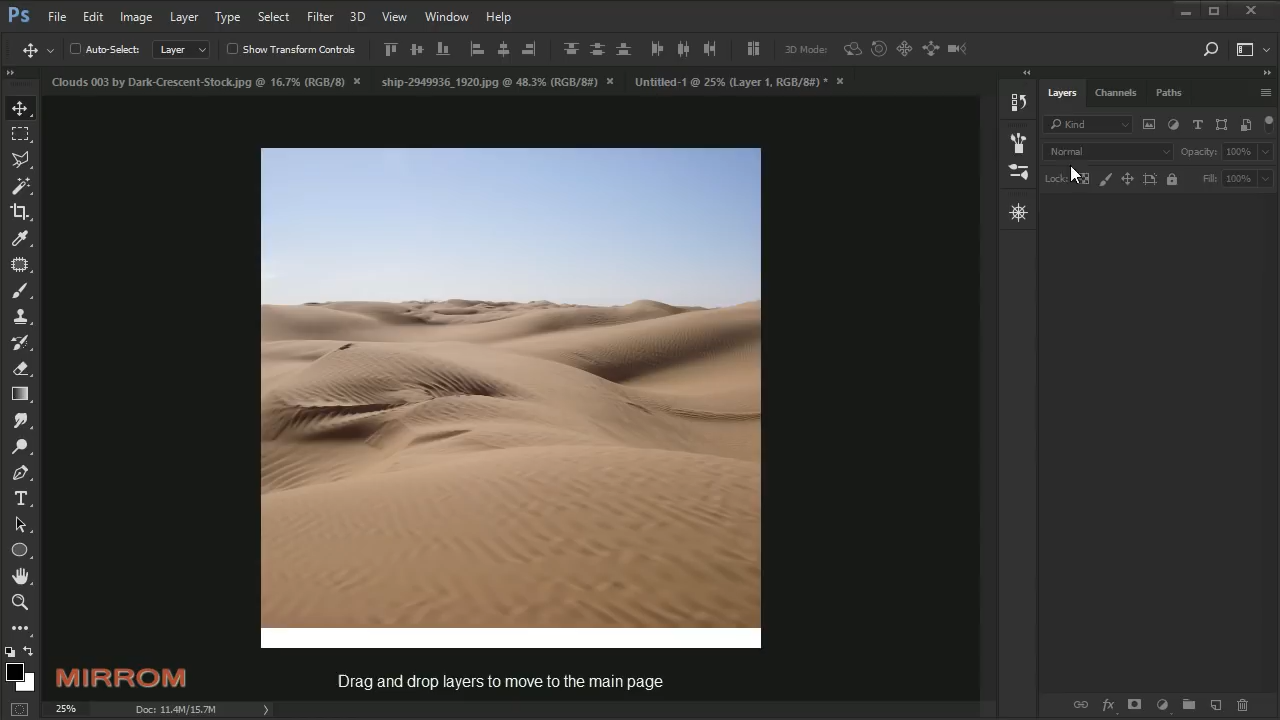 Ps File Edit Image Layer Type Select Filter 3D View Window Help
Auto-Select: Layer Show Transform Controls 3D Mode:
Clouds 003 by Dark-Crescent-Stock.jpg @ 16.7% (RGB/8) ship-2949936_1920.jpg @ 48.3% (RGB/8#) Untitled-1 @ 25% (Layer 1, RGB/8#) *
Layers Channels Paths
Kind
Normal Opacity: 100%
Lock: Fill: 100%
MIRROM
Drag and drop layers to move to the main page
25% Doc: 11.4M/15.7M